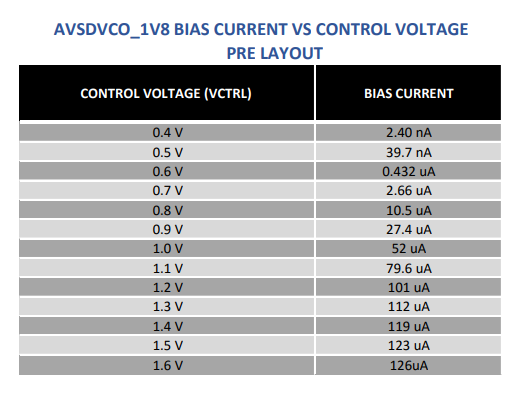 AVSDVCO_1V8 BIAS CURRENT VS CONTROL VOLTAGE
PRE LAYOUT
CONTROL VOLTAGE (VCTRL) BIAS CURRENT
0.4 V 2.40 nA
0.5 V 39.7 nA
0.6 V 0.432 uA
0.7 V 2.66 uA
0.8 V 10.5 uA
0.9 V 27.4 uA
1.0 V 52 uA
1.1 V 79.6 uA
1.2 V 101 uA
1.3 V 112 uA
1.4 V 119 uA
1.5 V 123 uA
1.6 V 126uA